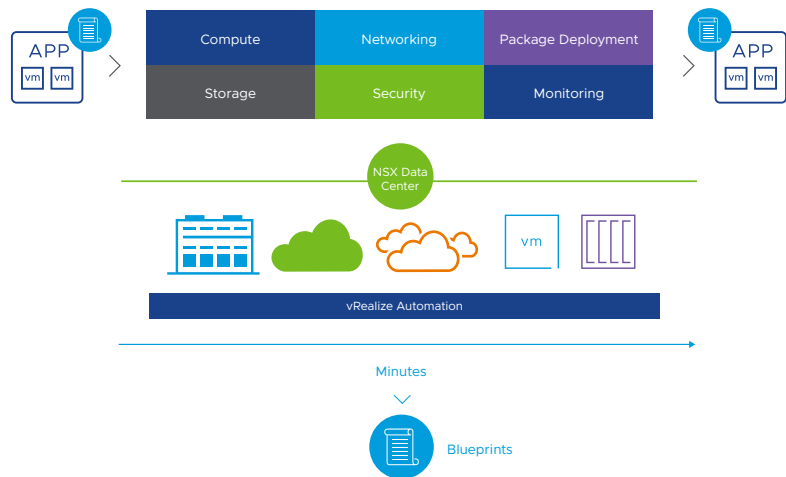 APP
vm vm
Compute
Networking
Package Deployment
Storage
Security
Monitoring
APP
vm vm
NSX Data
Center
vm
vRealize Automation
Minutes
Blueprints